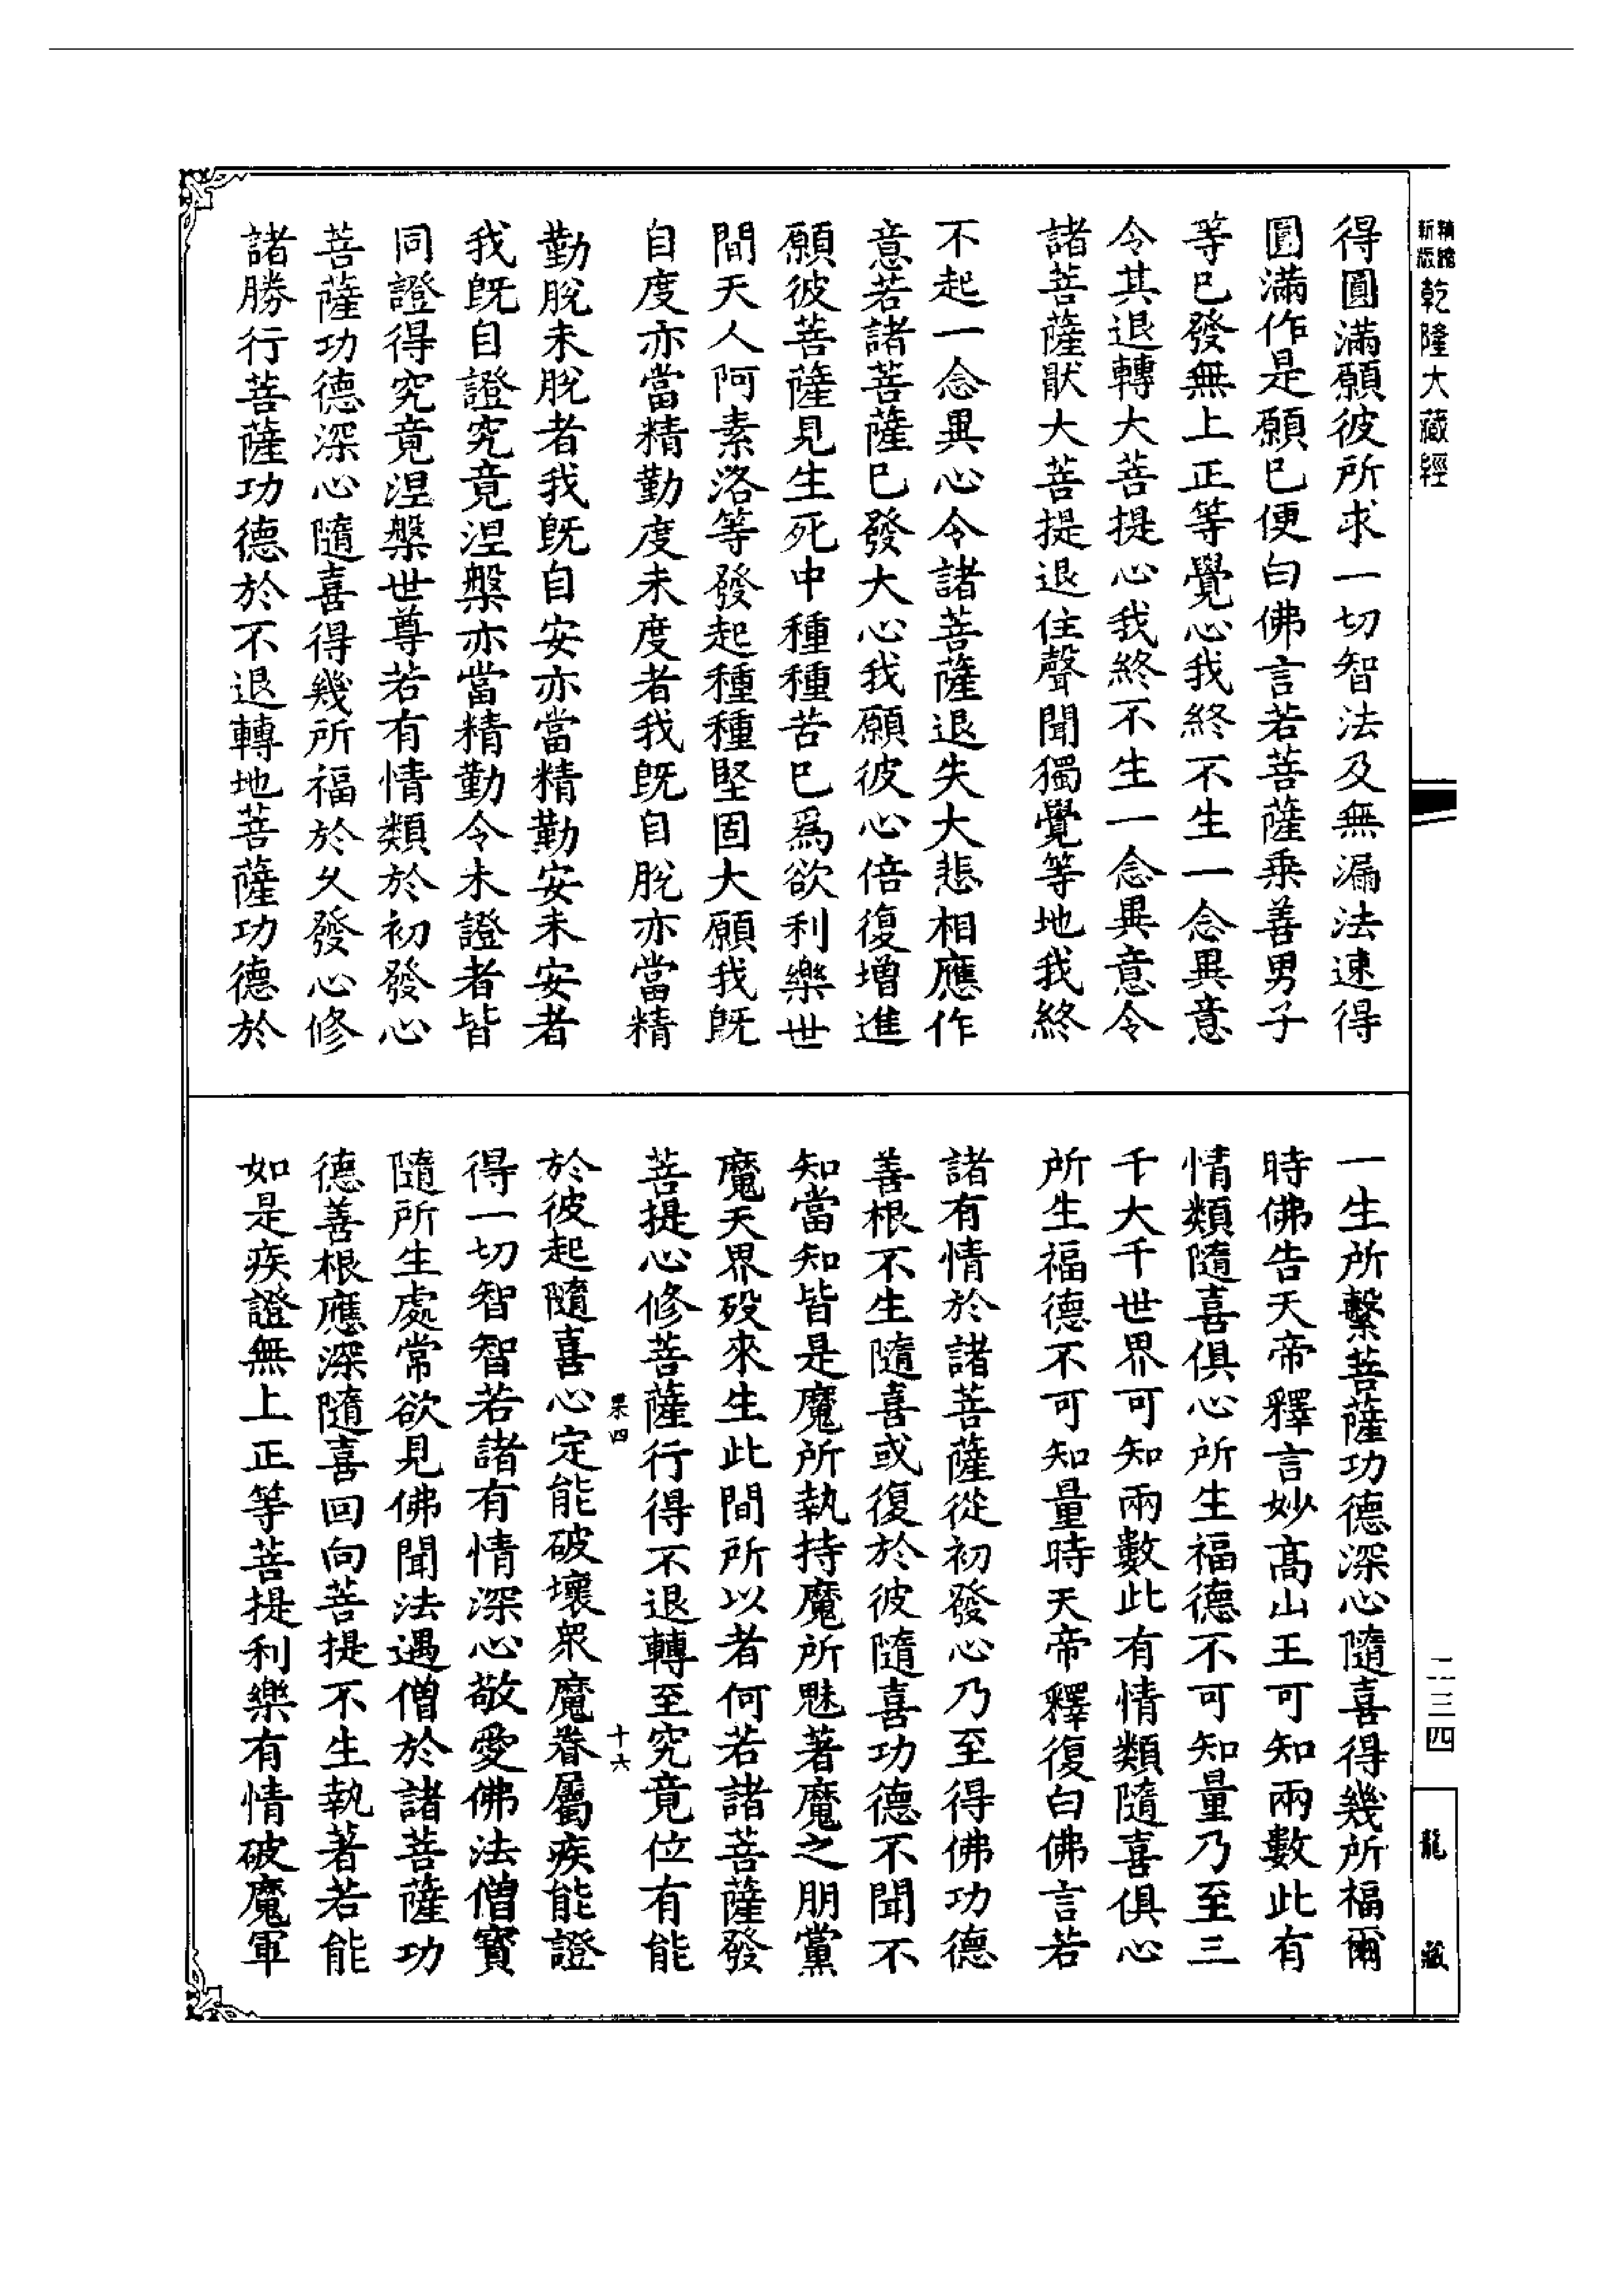 新版
精縮
乾隆大藏經
得圓滿願彼所求一切智法及無漏法速得
圓滿作是願已便白佛言若菩薩乘善男子
等已發無上正等覺心我終不生一念異意
令其退轉大菩提心我終不生一念異意令
諸菩薩猒大菩提退住聲聞獨覺等地我終
不起一念異心令諸菩薩退失大悲相應作
意若諸菩薩已發大心我願彼心倍復增進
願彼菩薩見生死中種種苦已爲欲利樂世
間天人阿素洛等發起種種堅固大願我旣
自度亦當精勤度未度者我旣自脫亦當精
勤脫未脫者我旣自安亦當精勤安未安者
我旣自證究竟涅槃亦當精勤令未證者皆
同證得究竟涅槃世尊若有情類於初發心
菩薩功德深心隨喜得幾所福於久發心修
諸勝行菩薩功德於不退轉地菩薩功德於
一生所繫菩薩功德深心隨喜得幾所福爾
時佛告天帝釋言妙高山王可知兩數此有
情類隨喜俱心所生福德不可知量乃至三
千大千世界可知兩數此有情類隨喜俱心
所生福德不可知量時天帝釋復白佛言若
諸有情於諸菩薩從初發心乃至得佛功德
善根不生隨喜或復於彼隨喜功德不聞不
知當知皆是魔所執持魔所魅著魔之朋黨
魔天界歿來生此間所以者何若諸菩薩發
菩提心修菩薩行得不退轉至究竟位有能
柰四 十六
於彼起隨喜心定能破壞衆魔眷屬疾能證
得一切智智若諸有情深心敬愛佛法僧寳
隨所生處常欲見佛聞法遇僧於諸菩薩功
德善根應深隨喜回向菩提不生執著若能
如是疾證無上正等菩提利樂有情破魔軍
二三四
龍藏